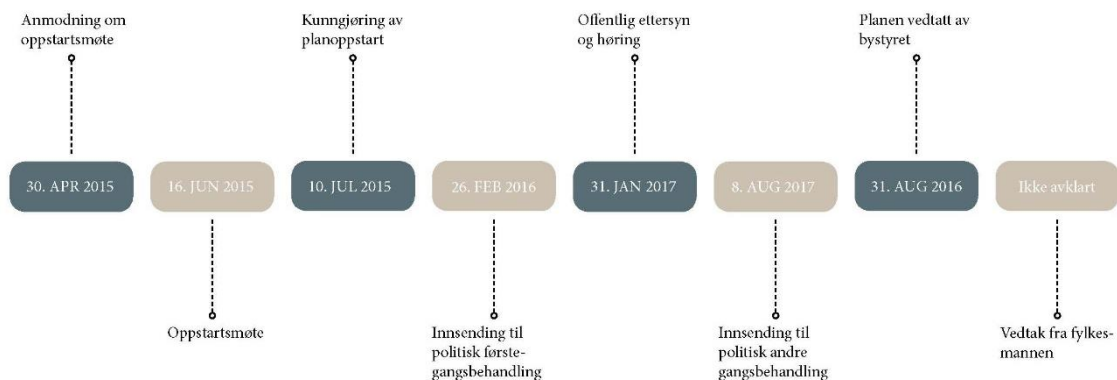 Anmodning om
oppstartsmøte
Kunngjøring av
planoppstart
Offentlig ettersyn
og høring
Planen vedtatt av
bystyret
30. APR 2015
16. JUN 2015
10. JUL 2015
26. FEB 2016
31. JAN 2017
8. AUG 2017
31. AUG 2016
Ikke avklart
Oppstartsmøte
Innsending til
politisk første-
gangsbehandling
Innsending til
politisk andre
gangsbehandling
Vedtak fra fylkes-
mannen